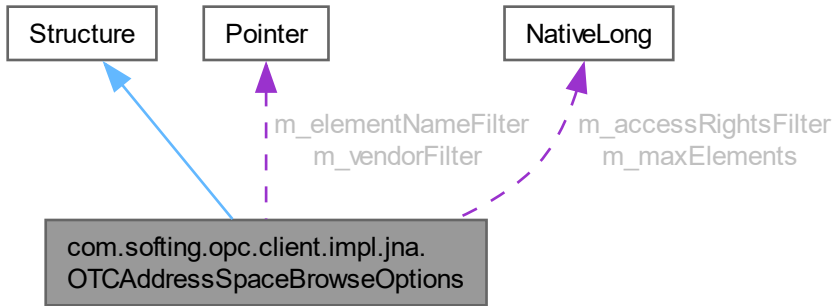 Structure
Pointer
NativeLong
m_elementNameFilter
m_vendorFilter
m_accessRightsFilter
m_maxElements
com.softing.opc.client.impl.jna.
OTCAddressSpaceBrowseOptions